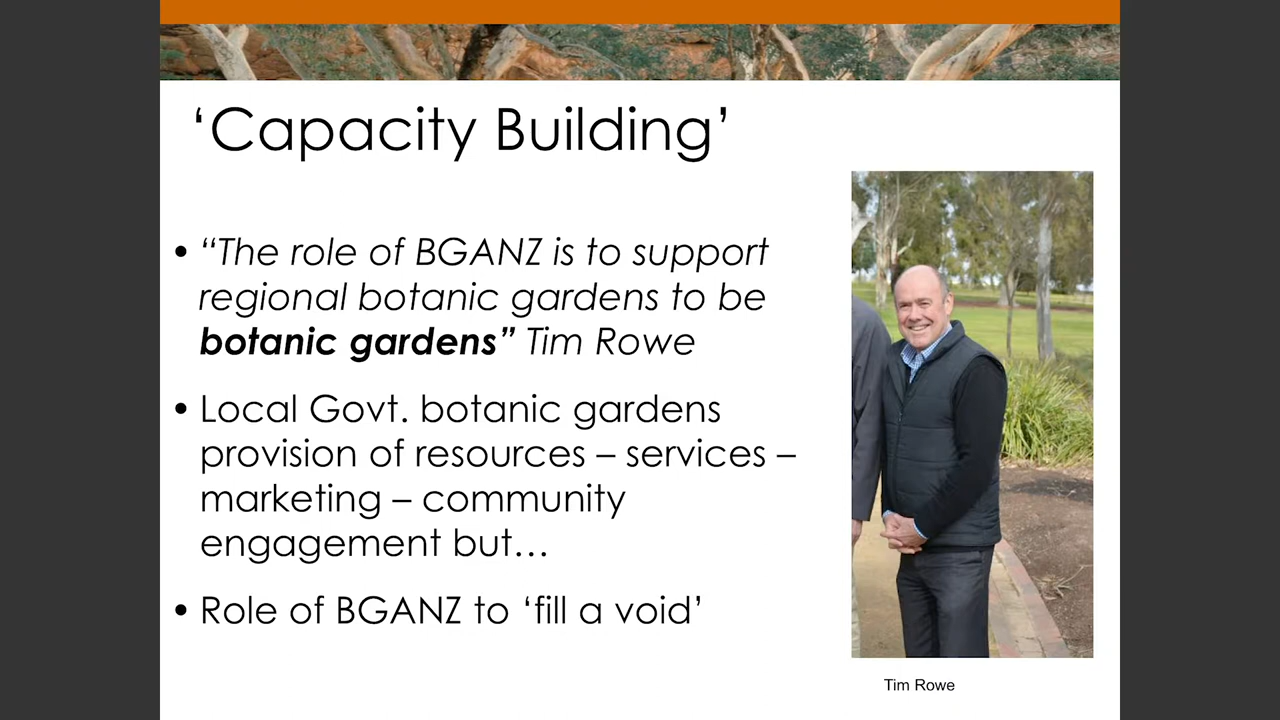 ‘Capacity Building’
• “The role of BGANZ is to support
regional botanic gardens to be
botanic gardens” Tim Rowe
• Local Govt. botanic gardens
provision of resources – services –
marketing – community
engagement but…
• Role of BGANZ to ‘fill a void’
Tim Rowe